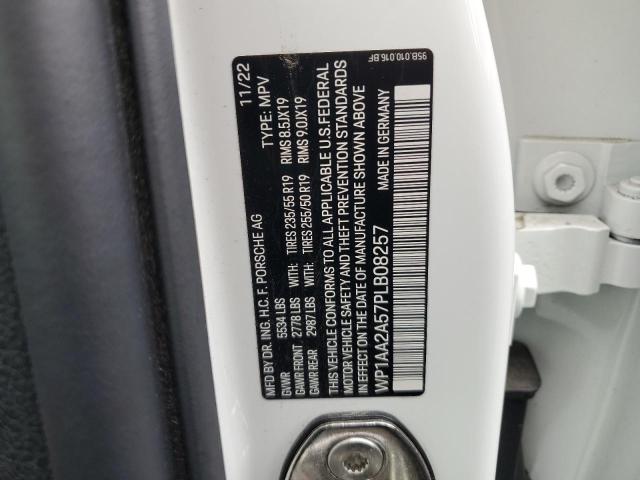 MFD BY DR. ING. H.C. F. PORSCHE AG 11/22
GVWR 5534 LBS TYPE: MPV
GAWR FRONT 2778 LBS WITH: TIRES 235/55 R19 RIMS 8.5JX19
GAWR REAR 2987 LBS WITH: TIRES 255/50 R19 RIMS 9.0JX19
THIS VEHICLE CONFORMS TO ALL APPLICABLE U.S. FEDERAL
MOTOR VEHICLE SAFETY AND THEFT PREVENTION STANDARDS
IN EFFECT ON THE DATE OF MANUFACTURE SHOWN ABOVE
WP1AA2A57PLB08257 MADE IN GERMANY
95B.010.016.BF